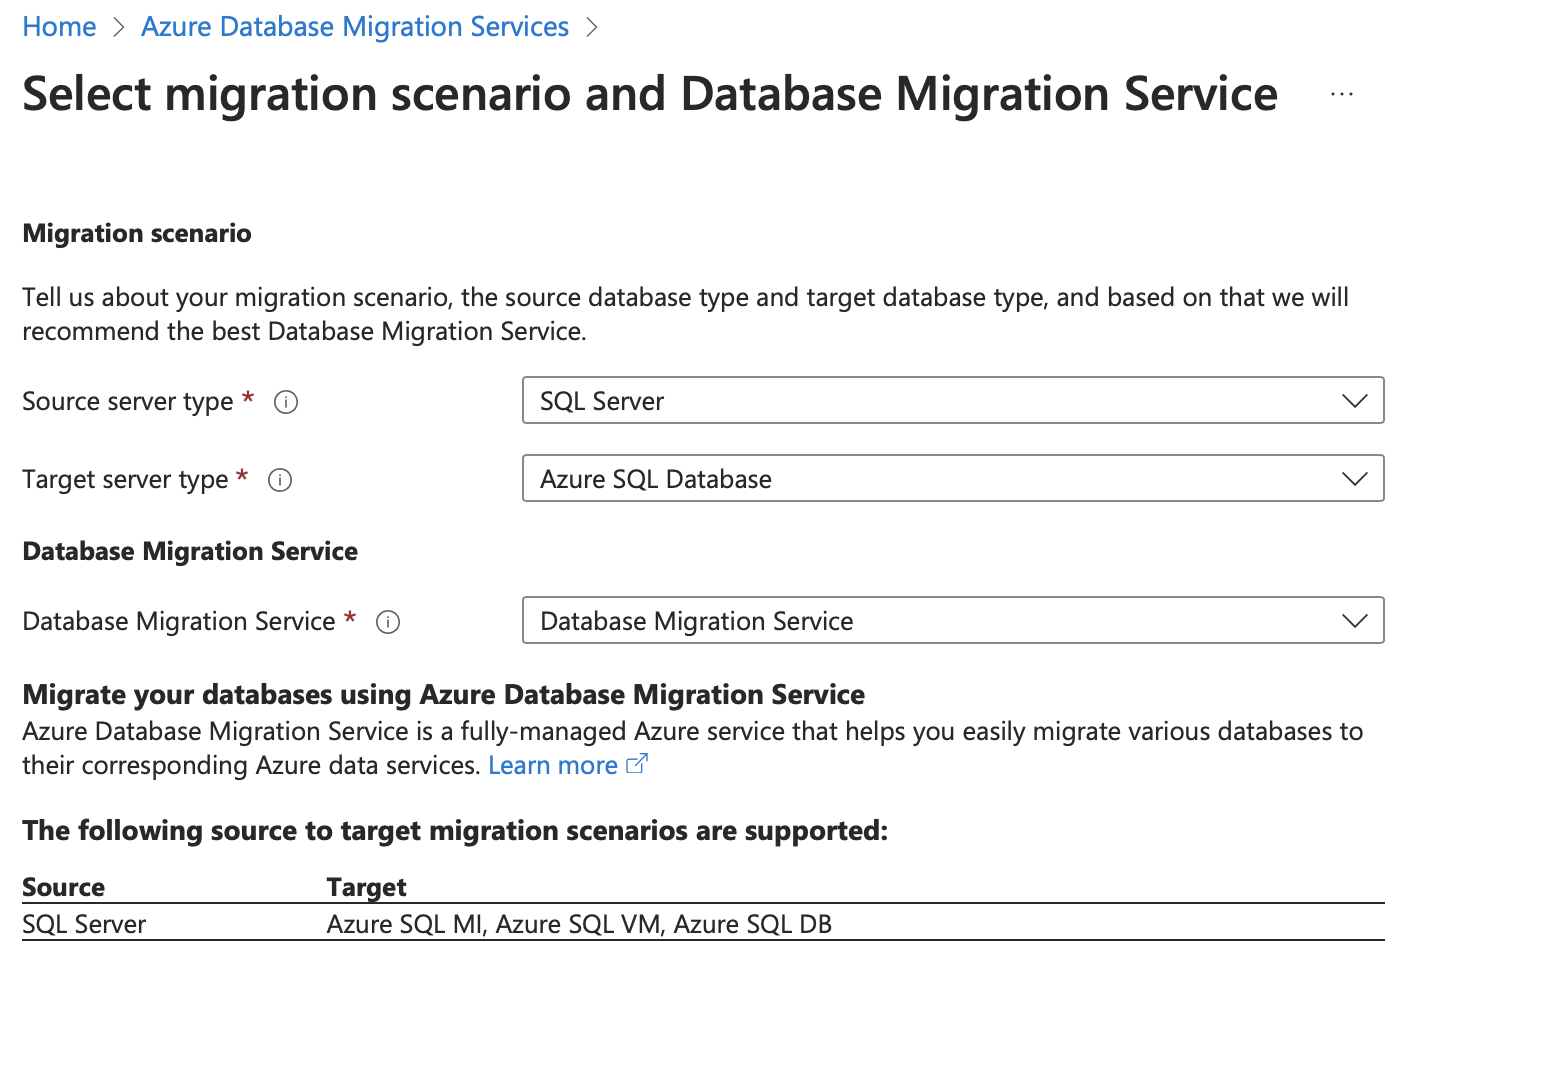 Home > Azure Database Migration Services >
Select migration scenario and Database Migration Service ...
Migration scenario
Tell us about your migration scenario, the source database type and target database type, and based on that we will
recommend the best Database Migration Service.
Source server type * SQL Server
Target server type * Azure SQL Database
Database Migration Service
Database Migration Service * Database Migration Service
Migrate your databases using Azure Database Migration Service
Azure Database Migration Service is a fully-managed Azure service that helps you easily migrate various databases to
their corresponding Azure data services. Learn more
The following source to target migration scenarios are supported:
Source Target
SQL Server Azure SQL MI, Azure SQL VM, Azure SQL DB